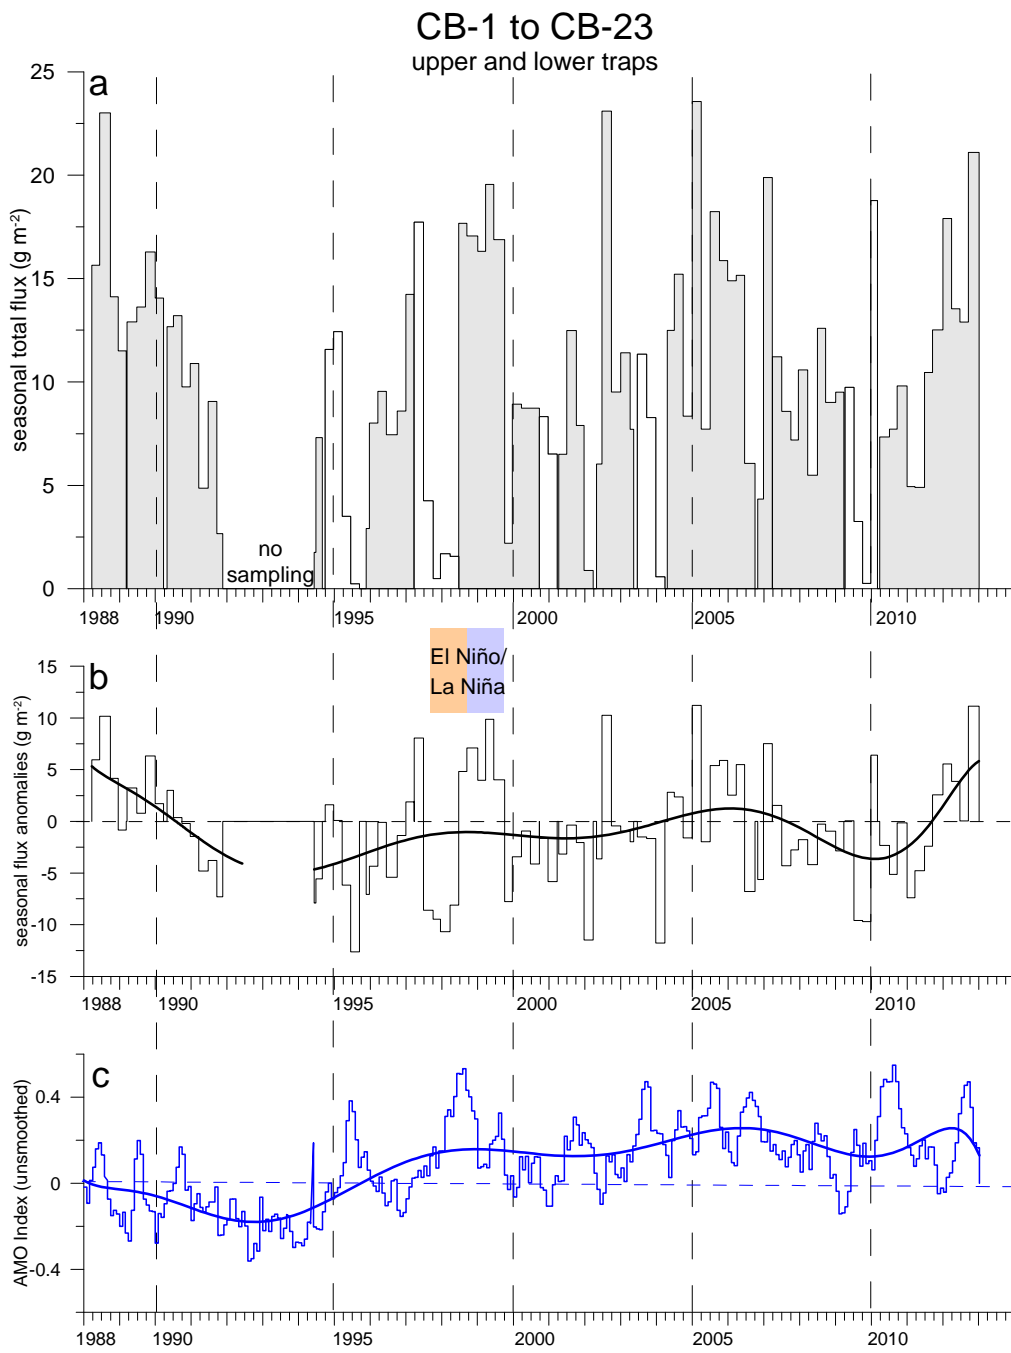 CB-1 to CB-23
upper and lower traps
a
seasonal total flux (g m-2)
25
20
15
10
5
0
no
sampling
1988 1990 1995 2000 2005 2010
El Niño/
La Niña
b
seasonal flux anomalies (g m-2)
15
10
5
0
-5
-10
-15
1988 1990 1995 2000 2005 2010
c
AMO Index (unsmoothed)
0.4
0
-0.4
1988 1990 1995 2000 2005 2010